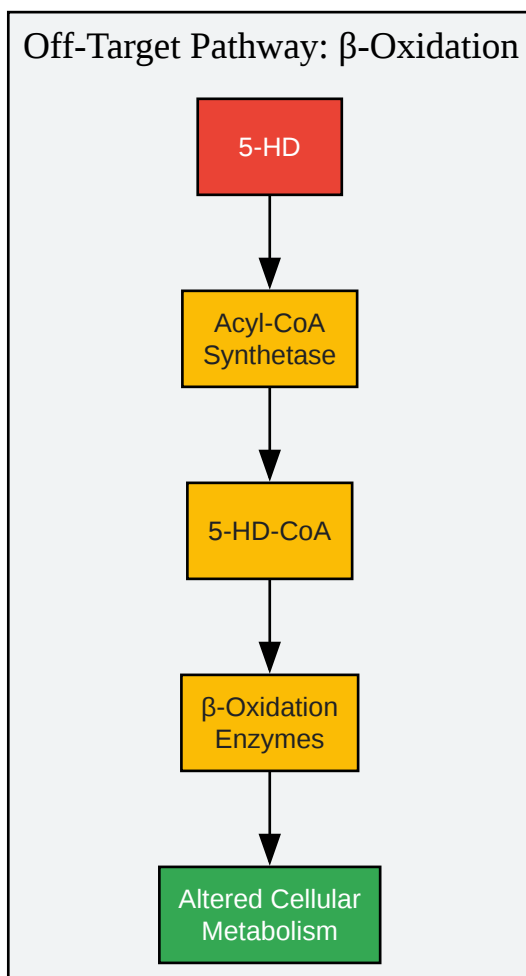 Off-Target Pathway: β-Oxidation
5-HD
Acyl-CoA
Synthetase
5-HD-CoA
β-Oxidation
Enzymes
Altered Cellular
Metabolism